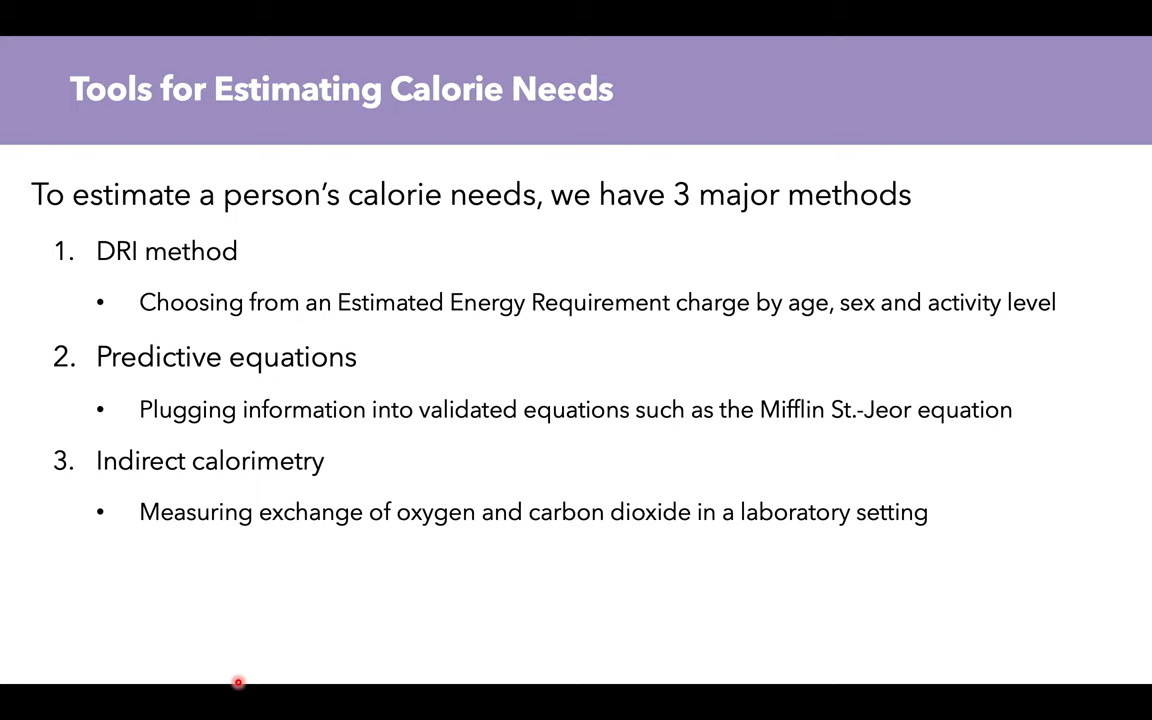 Tools for Estimating Calorie Needs
To estimate a person's calorie needs, we have 3 major methods
1. DRI method
• Choosing from an Estimated Energy Requirement charge by age, sex and activity level
2. Predictive equations
• Plugging information into validated equations such as the Mifflin St.-Jeor equation
3. Indirect calorimetry
• Measuring exchange of oxygen and carbon dioxide in a laboratory setting